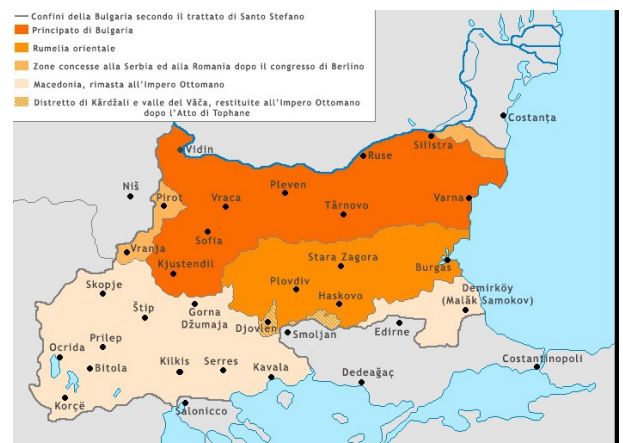 Confini della Bulgaria secondo il trattato di Santo Stefano
Principato di Bulgaria
Rumelia orientale
Zone concesse alla Serbia ed alla Romania dopo il congresso di Berlino
Macedonia, rimasta all'Impero Ottomano
Distretto di Kărdžali e valle del Văča, restituite all'Impero Ottomano
dopo l'Atto di Tophane
Costanța
Silistra
Vidin
Ruse
Niš
Pirot
Vraca
Pleven
Tărnovo
Varna
Sofia
Vranja
Kjustendil
Stara Zagora
Burgas
Skopje
Plovdiv
Haskovo
Demirköy
(Malăk Samokov)
Štip
Gorna
Džumaja
Djovlen
Smoljan
Edirne
Prilep
Ocrida
Bitola
Kilkis
Serres
Kavala
Dedeağaç
Costantinopoli
Korçë
Salonicco